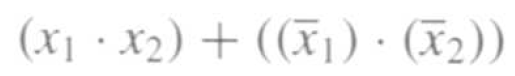 (x₁ · x₂) + ((x̅₁) · (x̅₂))